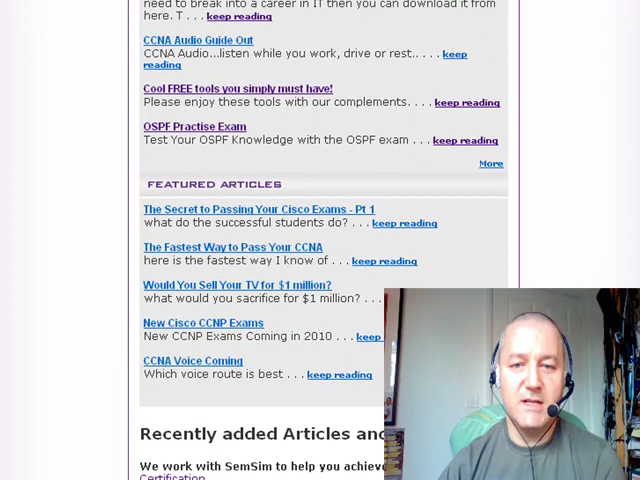 need to break into a career in IT then you can download it from
here. T . . . keep reading
CCNA Audio Guide Out
CCNA Audio...listen while you work, drive or rest.. . . . keep
reading
Cool FREE tools you simply must have!
Please enjoy these tools with our complements. . . . keep reading
OSPF Practise Exam
Test Your OSPF Knowledge with the OSPF exam . . . keep reading
More
FEATURED ARTICLES
The Secret to Passing Your Cisco Exams - Pt 1
what do the successful students do? . . . keep reading
The Fastest Way to Pass Your CCNA
here is the fastest way I know of . . . keep reading
Would You Sell Your TV for $1 million?
what would you sacrifice for $1 million? . . .
New Cisco CCNP Exams
New CCNP Exams Coming in 2010 . . . keep
CCNA Voice Coming
Which voice route is best . . . keep reading
Recently added Articles and
We work with SemSim to help you achieve
Certification